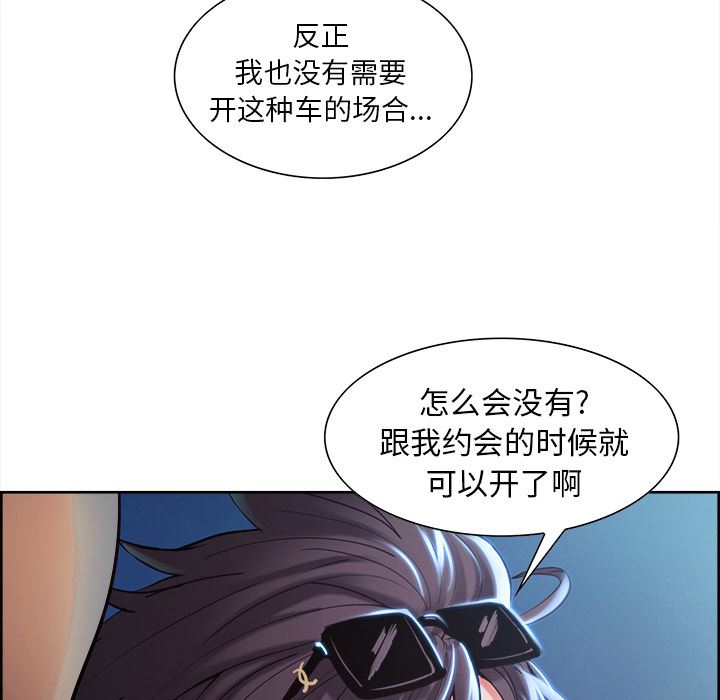 反正
我也没有需要
开这种车的场合...
怎么会没有?
跟我约会的时候就
可以开了啊